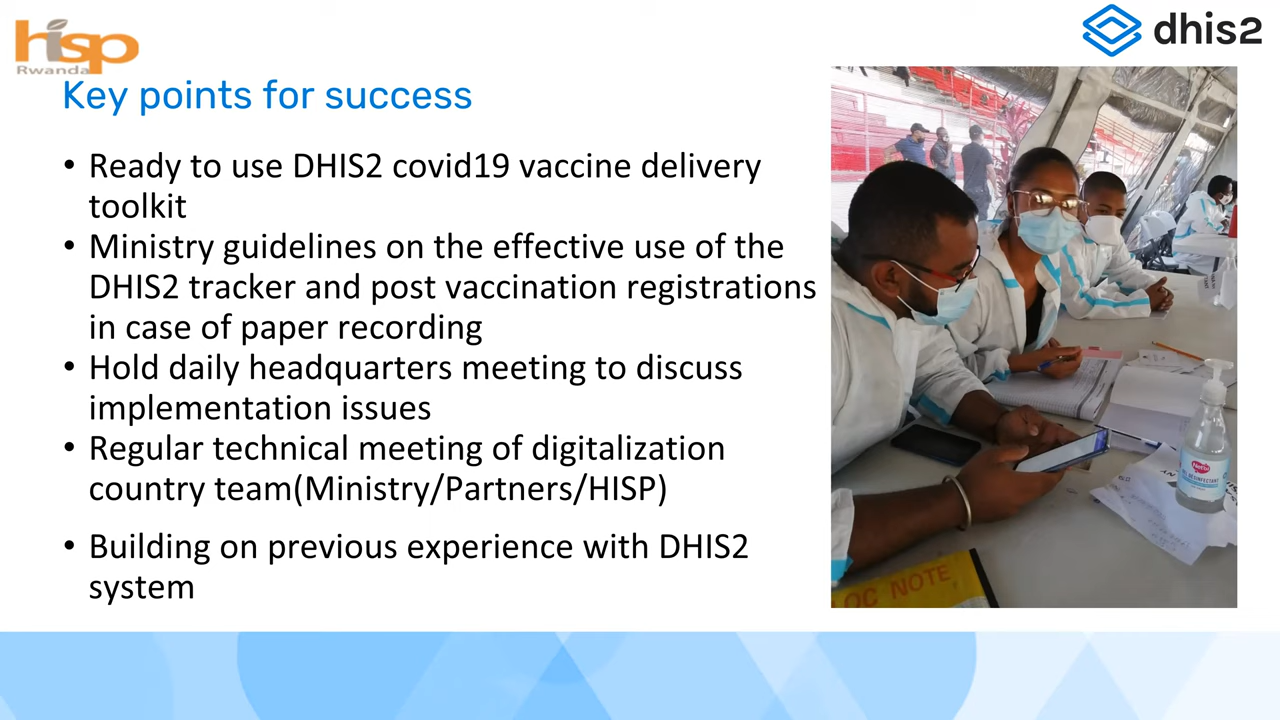 hisp
Rwanda
dhis2
Key points for success
• Ready to use DHIS2 covid19 vaccine delivery
toolkit
• Ministry guidelines on the effective use of the
DHIS2 tracker and post vaccination registrations
in case of paper recording
• Hold daily headquarters meeting to discuss
implementation issues
• Regular technical meeting of digitalization
country team(Ministry/Partners/HISP)
• Building on previous experience with DHIS2
system
LOC NOTE